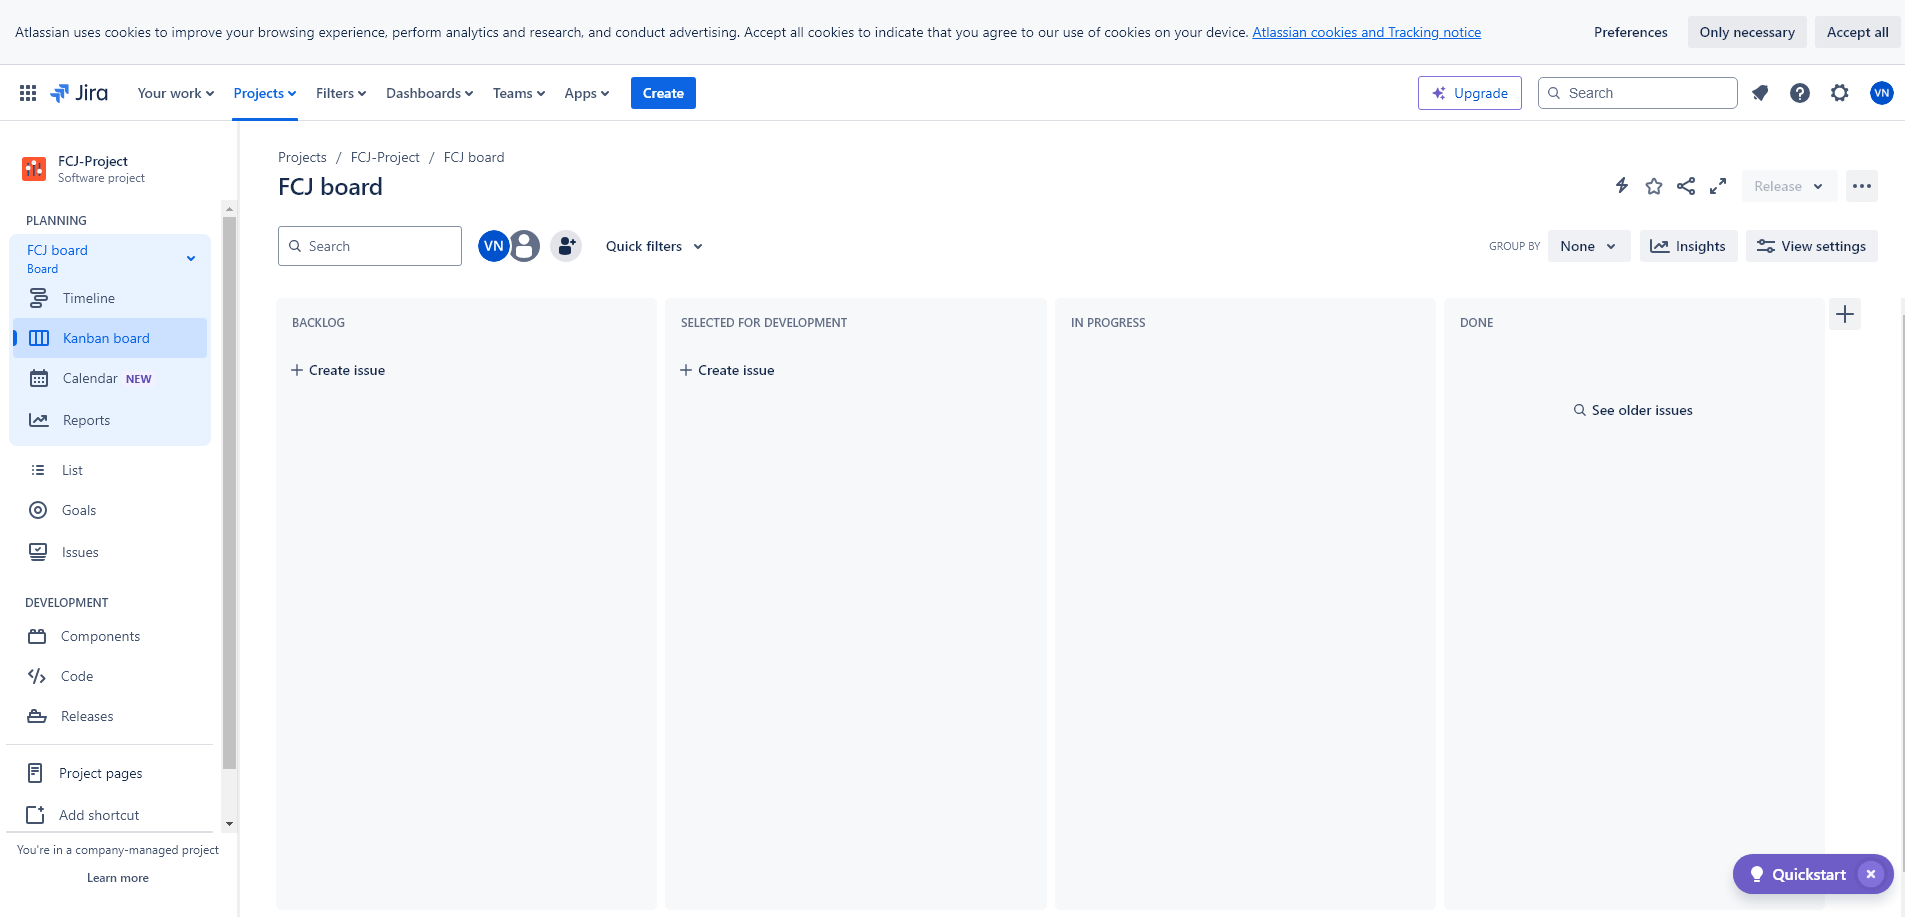 Atlassian uses cookies to improve your browsing experience, perform analytics and research, and conduct advertising. Accept all cookies to indicate that you agree to our use of cookies on your device. Atlassian cookies and Tracking notice
Preferences
Only necessary
Accept all
Jira
Your work
Projects
Filters
Dashboards
Teams
Apps
Create
Upgrade
Search
VN
FCJ-Project
Software project
PLANNING
FCJ board
Board
Timeline
Kanban board
Calendar NEW
Reports
List
Goals
Issues
DEVELOPMENT
Components
Code
Releases
Project pages
Add shortcut
You're in a company-managed project
Learn more
Projects / FCJ-Project / FCJ board
FCJ board
Release
Search
VN
Quick filters
GROUP BY
None
Insights
View settings
BACKLOG
Create issue
SELECTED FOR DEVELOPMENT
Create issue
IN PROGRESS
DONE
See older issues
Quickstart